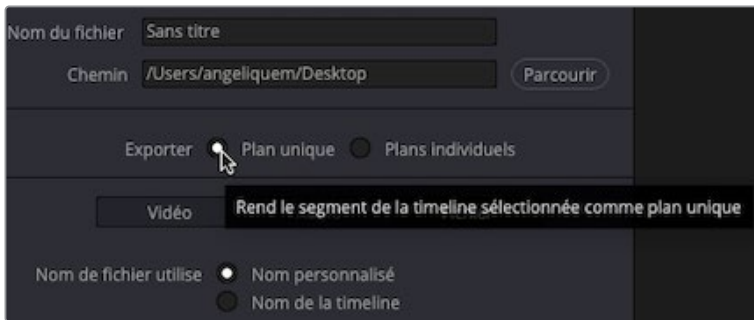 Nom du fichier Sans titre
Chemin /Users/angeliquem/Desktop Parcourir
Exporter Plan unique Plans individuels
Rend le segment de la timeline sélectionnée comme plan unique
Vidéo
Nom de fichier utilise Nom personnalisé
Nom de la timeline